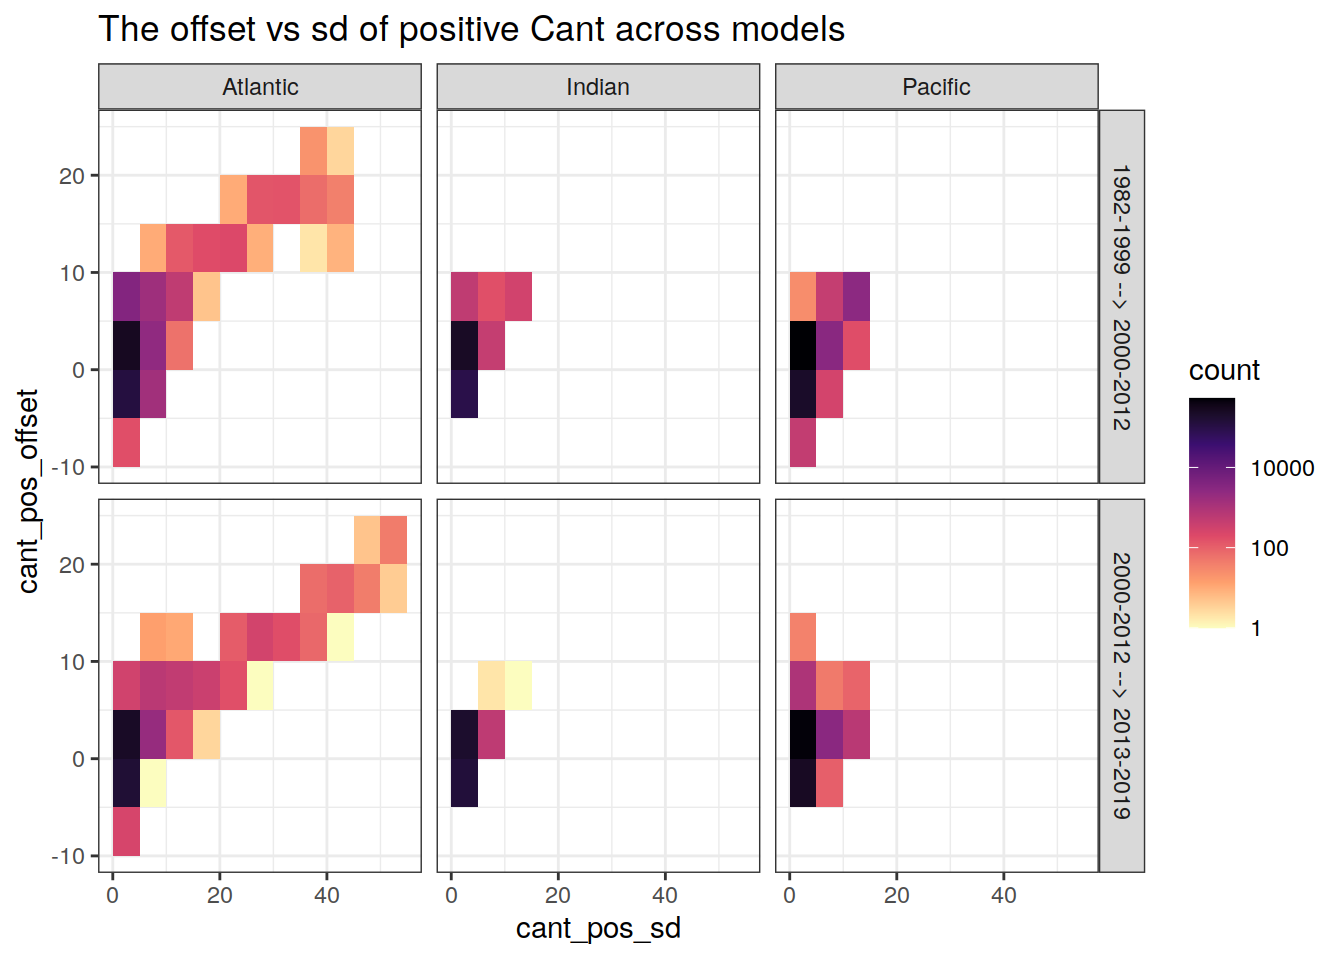 The offset vs sd of positive Cant across models
Atlantic
Indian
Pacific
20
10
0
-10
1982-1999 --> 2000-2012
20
10
0
-10
2000-2012 --> 2013-2019
0 20 40
0 20 40
0 20 40
cant_pos_sd
cant_pos_offset
count
10000
100
1